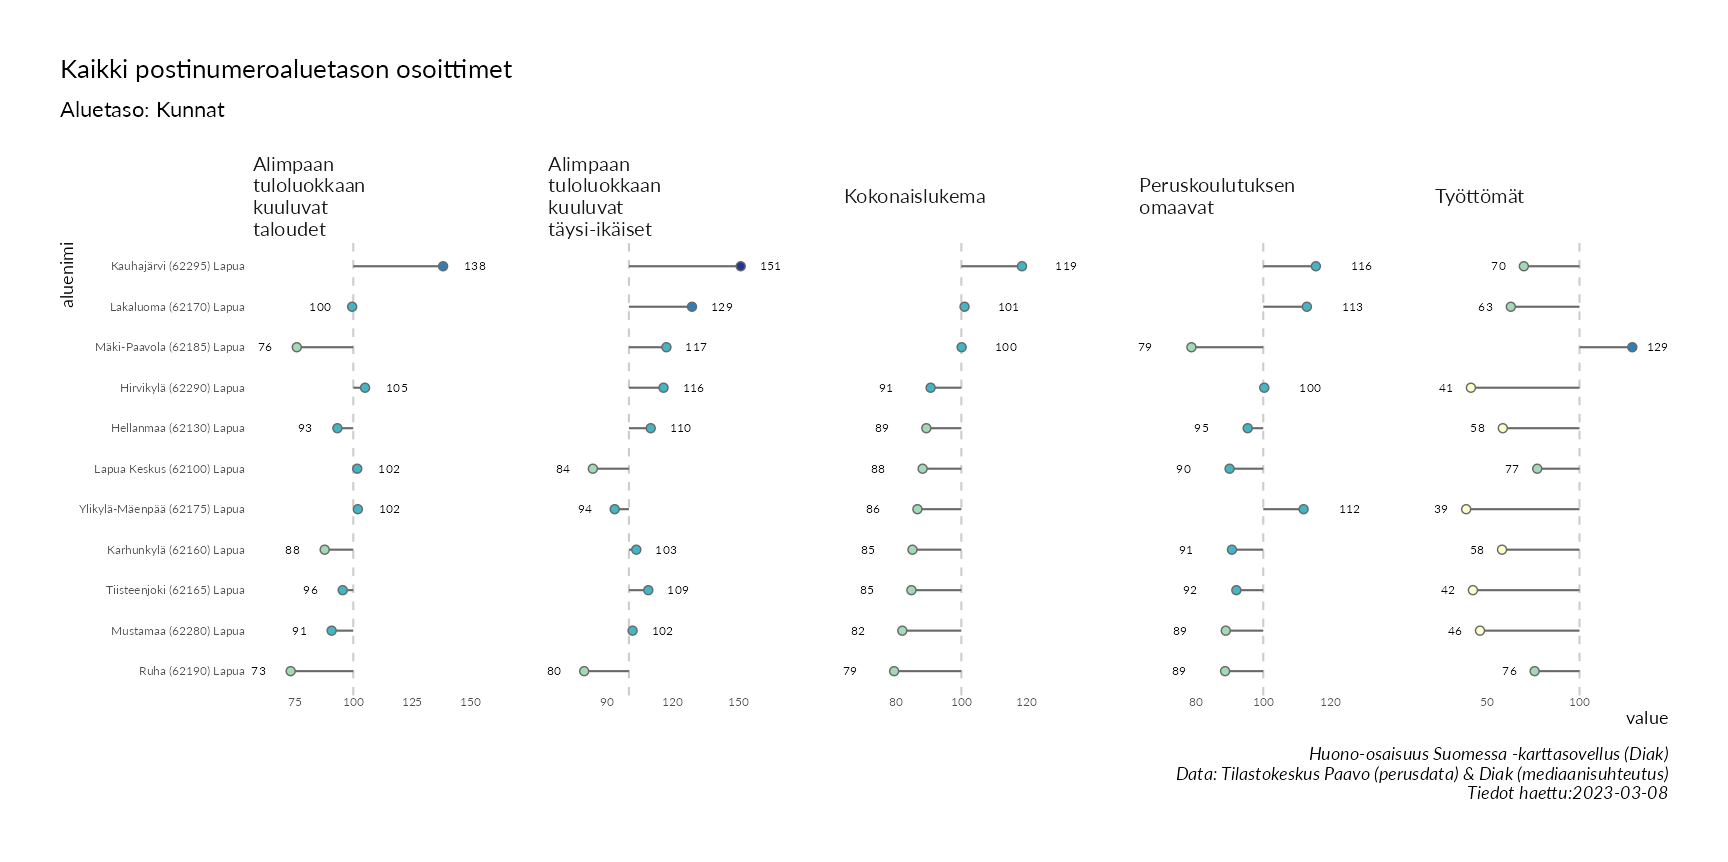 Kaikki postinumeroaluetason osoittimet
Aluetaso: Kunnat
Alimpaan
tuloluokkaan
kuuluvat
taloudet
Alimpaan
tuloluokkaan
kuuluvat
täysi-ikäiset
Kokonaislukema
Peruskoulutuksen
omaavat
Työttömät
aluenimi
Kauhajärvi (62295) Lapua 138 151 119 116 70
Lakaluoma (62170) Lapua 100 129 101 113 63
Mäki-Paavola (62185) Lapua 76 117 100 79 129
Hirvikylä (62290) Lapua 105 116 91 100 41
Hellanmaa (62130) Lapua 93 110 89 95 58
Lapua Keskus (62100) Lapua 102 84 88 90 77
Ylikylä-Mäenpää (62175) Lapua 102 94 86 112 39
Karhunkylä (62160) Lapua 88 103 85 91 58
Tiisteenjoki (62165) Lapua 96 109 85 92 42
Mustamaa (62280) Lapua 91 102 82 89 46
Ruha (62190) Lapua 73 80 79 89 76
75 100 125 150 90 120 150 80 100 120 80 100 120 50 100
value
Huono-osaisuus Suomessa -karttasovellus (Diak)
Data: Tilastokeskus Paavo (perusdata) & Diak (mediaanisuhteutus)
Tiedot haettu:2023-03-08